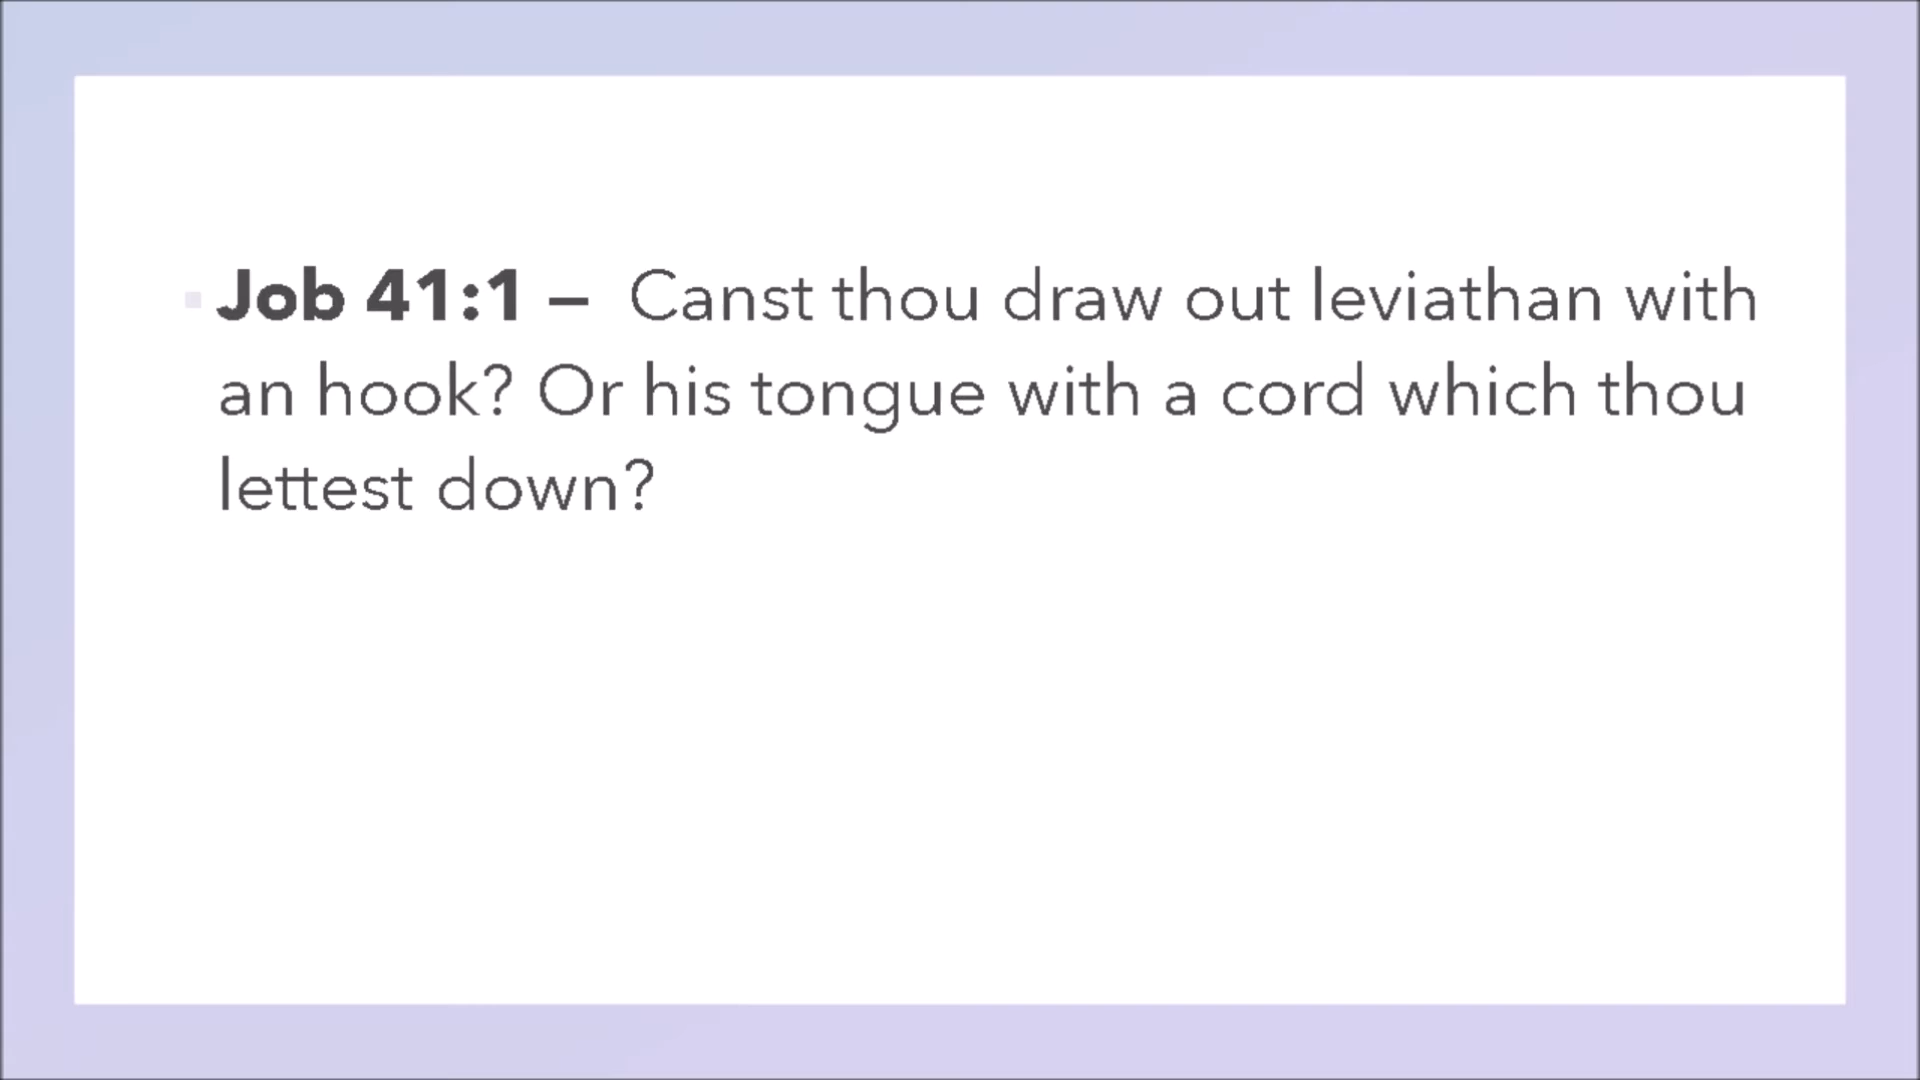 Job 41:1 – Canst thou draw out leviathan with
an hook? Or his tongue with a cord which thou
lettest down?